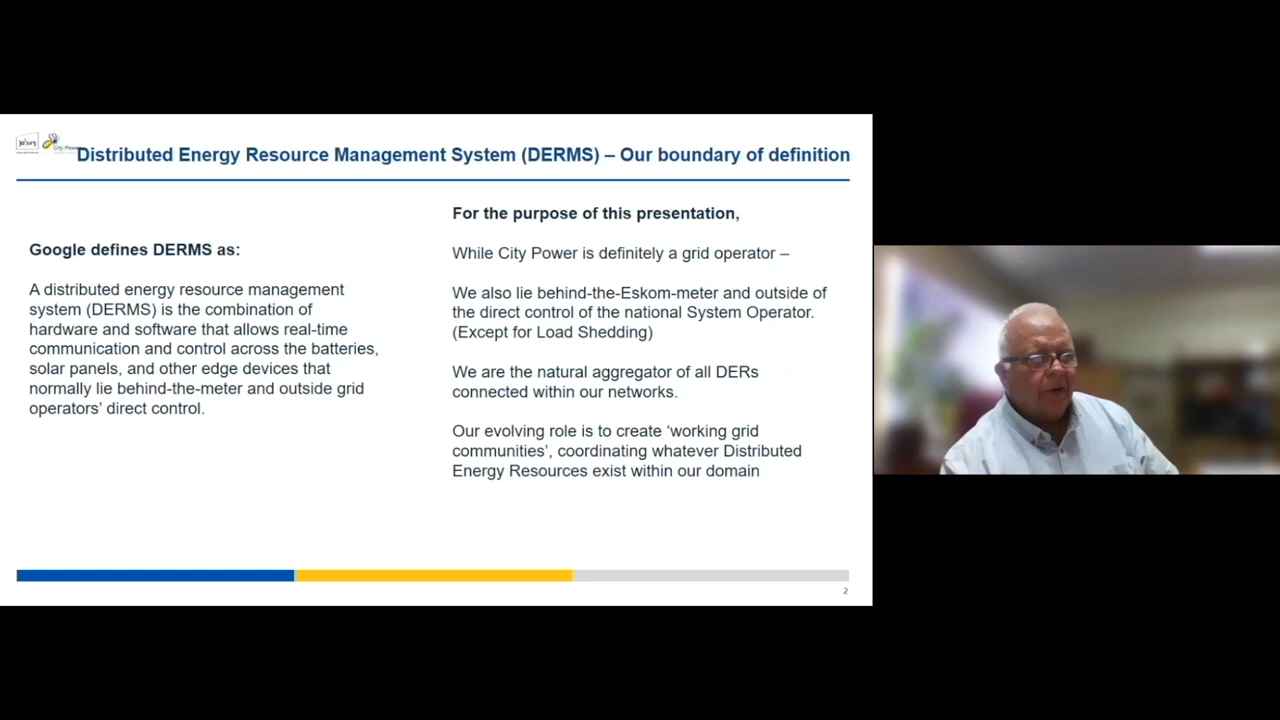 Joburg
City Power
Distributed Energy Resource Management System (DERMS) – Our boundary of definition
Google defines DERMS as:
A distributed energy resource management
system (DERMS) is the combination of
hardware and software that allows real-time
communication and control across the batteries,
solar panels, and other edge devices that
normally lie behind-the-meter and outside grid
operators’ direct control.
For the purpose of this presentation,
While City Power is definitely a grid operator –
We also lie behind-the-Eskom-meter and outside of
the direct control of the national System Operator.
(Except for Load Shedding)
We are the natural aggregator of all DERs
connected within our networks.
Our evolving role is to create ‘working grid
communities’, coordinating whatever Distributed
Energy Resources exist within our domain
2